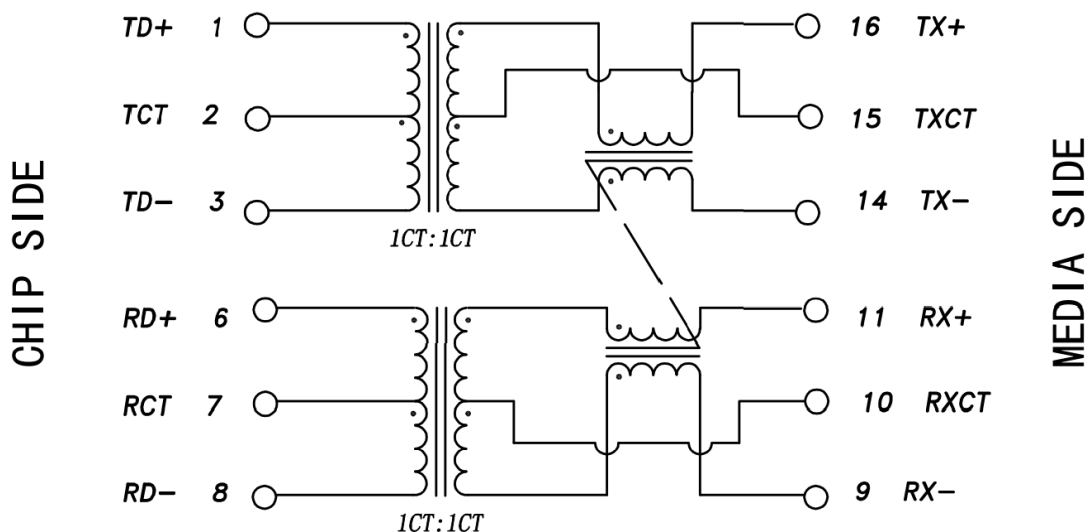 TD+ 1 16 TX+
TCT 2 15 TXCT
TD- 3 14 TX-
1CT:1CT
CHIP SIDE
MEDIA SIDE
RD+ 6 11 RX+
RCT 7 10 RXCT
RD- 8 9 RX-
1CT:1CT